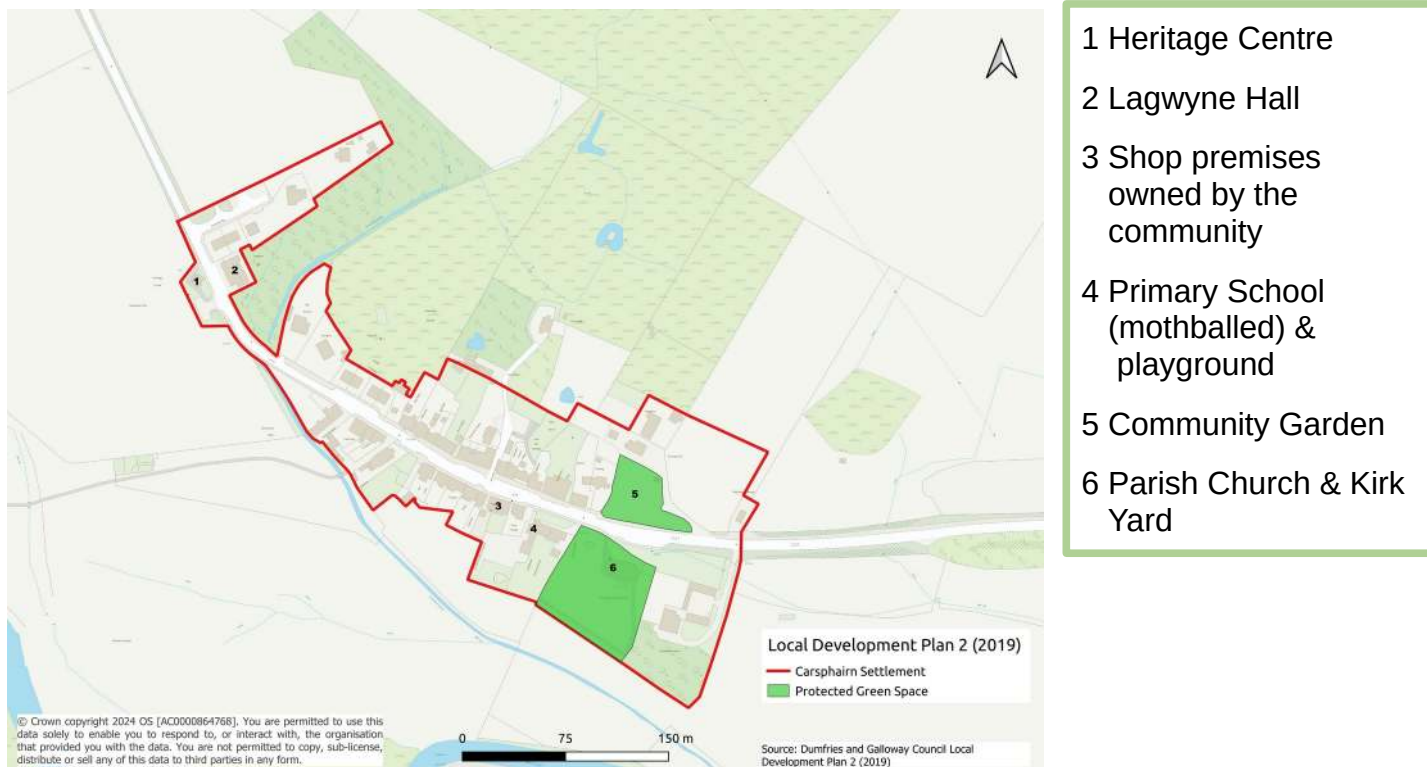 1
2
3
4
5
6
Local Development Plan 2 (2019)
Carsphairn Settlement
Protected Green Space
© Crown copyright 2024 OS [AC0000864768]. You are permitted to use this
data solely to enable you to respond to, or interact with, the organisation
that provided you with the data. You are not permitted to copy, sub-license,
distribute or sell any of this data to third parties in any form.
0 75 150 m
Source: Dumfries and Galloway Council Local
Development Plan 2 (2019)
1 Heritage Centre
2 Lagwyne Hall
3 Shop premises
owned by the
community
4 Primary School
(mothballed) &
playground
5 Community Garden
6 Parish Church & Kirk
Yard